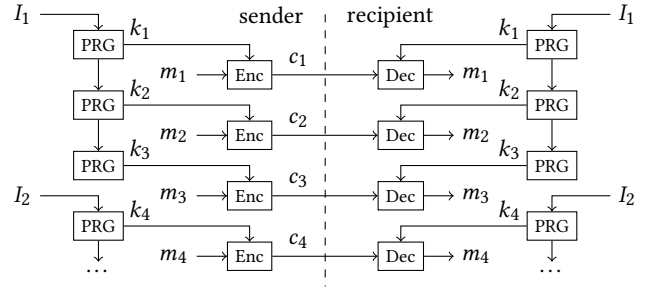 sender recipient
I₁ k₁ c₁ k₁ I₁
PRG m₁ Enc Dec m₁ PRG
k₂ c₂ k₂
PRG m₂ Enc Dec m₂ PRG
k₃ c₃ k₃
PRG m₃ Enc Dec m₃ PRG
I₂ k₄ c₄ k₄ I₂
PRG m₄ Enc Dec m₄ PRG
... ...